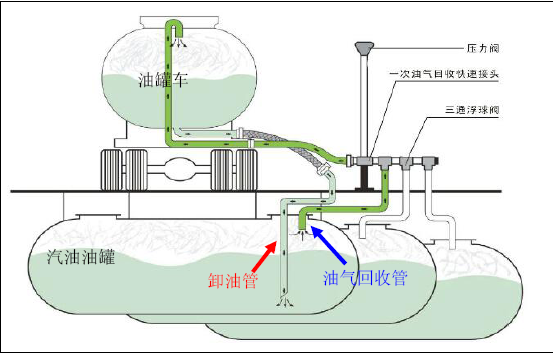 压力阀
一次油气回收快速接头
油罐车
三通浮球阀
汽油油罐
卸油管
油气回收管